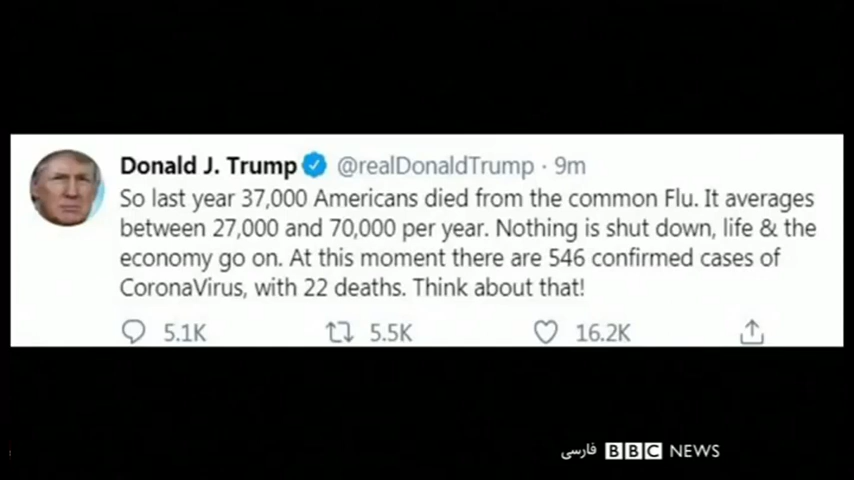 Donald J. Trump @realDonaldTrump · 9m
So last year 37,000 Americans died from the common Flu. It averages
between 27,000 and 70,000 per year. Nothing is shut down, life & the
economy go on. At this moment there are 546 confirmed cases of
CoronaVirus, with 22 deaths. Think about that!
5.1K 5.5K 16.2K
فارسی BBC NEWS